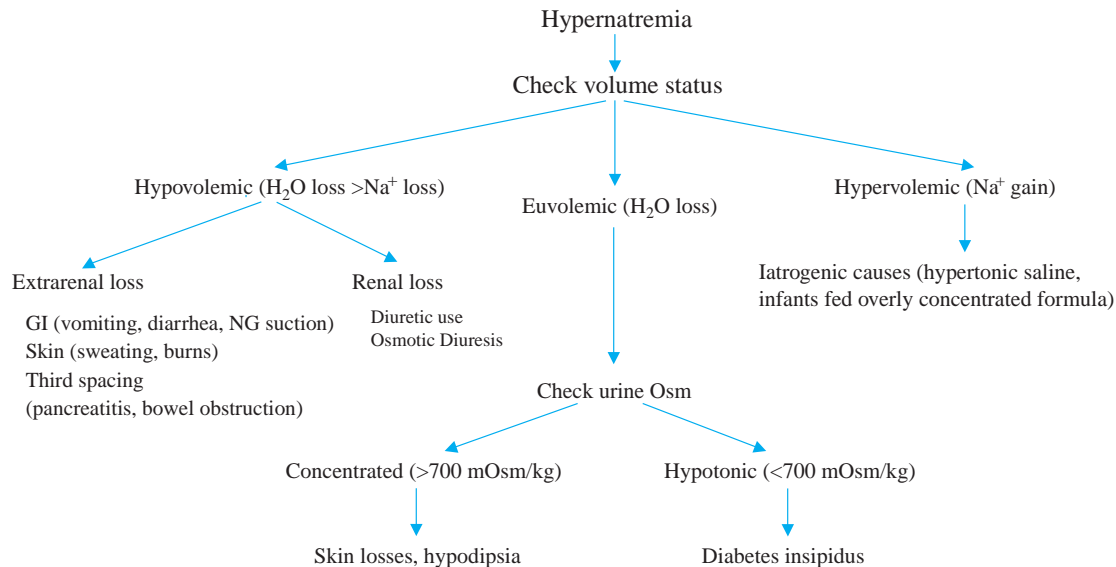 Hypernatremia
Check volume status
Hypovolemic (H₂O loss >Na⁺ loss)
Euvolemic (H₂O loss)
Hypervolemic (Na⁺ gain)
Extrarenal loss
GI (vomiting, diarrhea, NG suction)
Skin (sweating, burns)
Third spacing
(pancreatitis, bowel obstruction)
Renal loss
Diuretic use
Osmotic Diuresis
Iatrogenic causes (hypertonic saline,
infants fed overly concentrated formula)
Check urine Osm
Concentrated (>700 mOsm/kg)
Hypotonic (<700 mOsm/kg)
Skin losses, hypodipsia
Diabetes insipidus